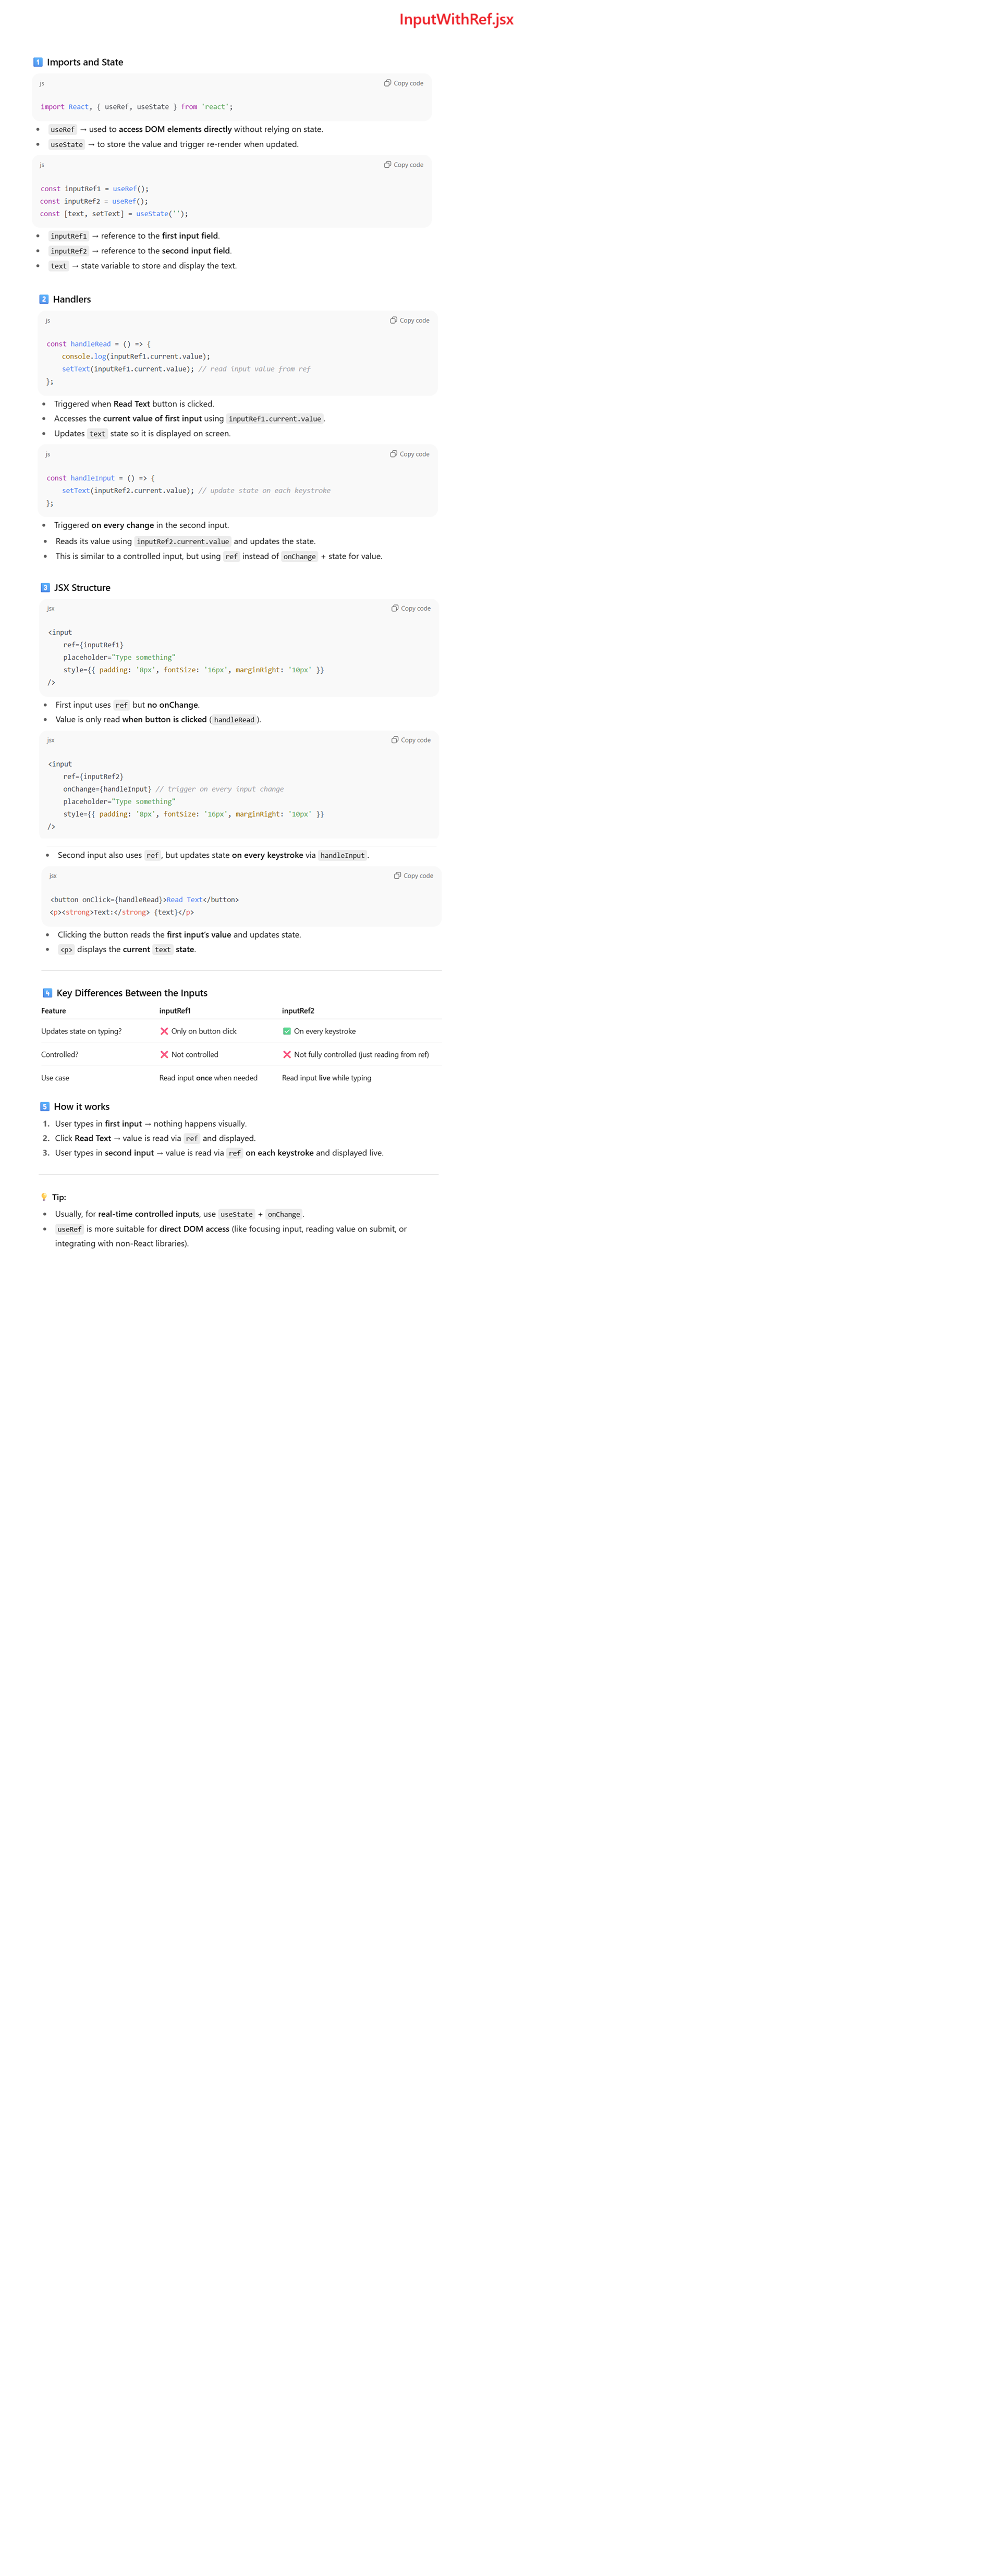 InputWithRef.jsx
1 Imports and State
js
Copy code
import React, { useRef, useState } from 'react';
• useRef → used to access DOM elements directly without relying on state.
• useState → to store the value and trigger re-render when updated.
js
Copy code
const inputRef1 = useRef();
const inputRef2 = useRef();
const [text, setText] = useState('');
• inputRef1 → reference to the first input field.
• inputRef2 → reference to the second input field.
• text → state variable to store and display the text.
2 Handlers
js
Copy code
const handleRead = () => {
console.log(inputRef1.current.value);
setText(inputRef1.current.value); // read input value from ref
};
• Triggered when Read Text button is clicked.
• Accesses the current value of first input using inputRef1.current.value.
• Updates text state so it is displayed on screen.
js
Copy code
const handleInput = () => {
setText(inputRef2.current.value); // update state on each keystroke
};
• Triggered on every change in the second input.
• Reads its value using inputRef2.current.value and updates the state.
• This is similar to a controlled input, but using ref instead of onChange + state for value.
3 JSX Structure
jsx
Copy code
<input
ref={inputRef1}
placeholder="Type something"
style={{ padding: '8px', fontSize: '16px', marginRight: '10px' }}
/>
• First input uses ref but no onChange.
• Value is only read when button is clicked (handleRead).
jsx
Copy code
<input
ref={inputRef2}
onChange={handleInput} // trigger on every input change
placeholder="Type something"
style={{ padding: '8px', fontSize: '16px', marginRight: '10px' }}
/>
• Second input also uses ref, but updates state on every keystroke via handleInput.
jsx
Copy code
<button onClick={handleRead}>Read Text</button>
<p><strong>Text:</strong> {text}</p>
• Clicking the button reads the first input's value and updates state.
• <p> displays the current text state.
4 Key Differences Between the Inputs
Feature inputRef1 inputRef2
Updates state on typing? ❌ Only on button click ✅ On every keystroke
Controlled? ❌ Not controlled ❌ Not fully controlled (just reading from ref)
Use case Read input once when needed Read input live while typing
5 How it works
1. User types in first input → nothing happens visually.
2. Click Read Text → value is read via ref and displayed.
3. User types in second input → value is read via ref on each keystroke and displayed live.
💡 Tip:
• Usually, for real-time controlled inputs, use useState + onChange.
• useRef is more suitable for direct DOM access (like focusing input, reading value on submit, or
integrating with non-React libraries).